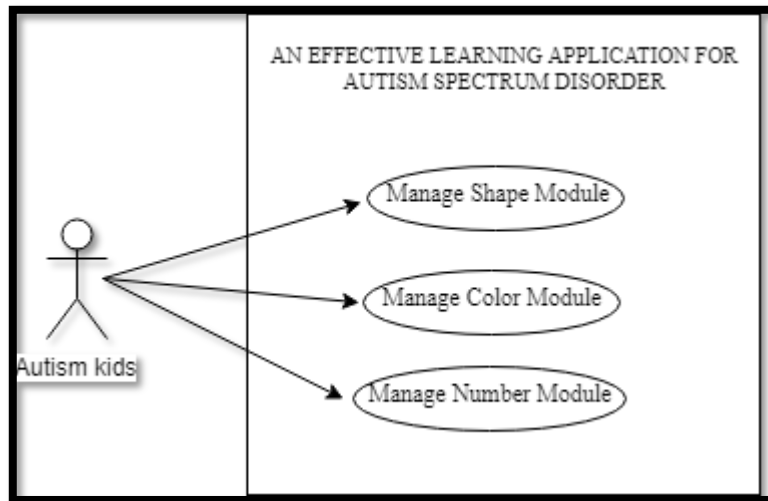 AN EFFECTIVE LEARNING APPLICATION FOR
AUTISM SPECTRUM DISORDER
Manage Shape Module
Manage Color Module
Manage Number Module
Autism kids